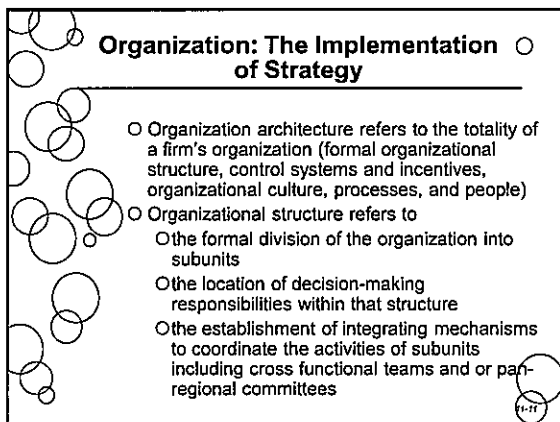 Organization: The Implementation
of Strategy
Organization architecture refers to the totality of
a firm's organization (formal organizational
structure, control systems and incentives,
organizational culture, processes, and people)
Organizational structure refers to
the formal division of the organization into
subunits
the location of decision-making
responsibilities within that structure
the establishment of integrating mechanisms
to coordinate the activities of subunits
including cross functional teams and or pan-
regional committees
11-11